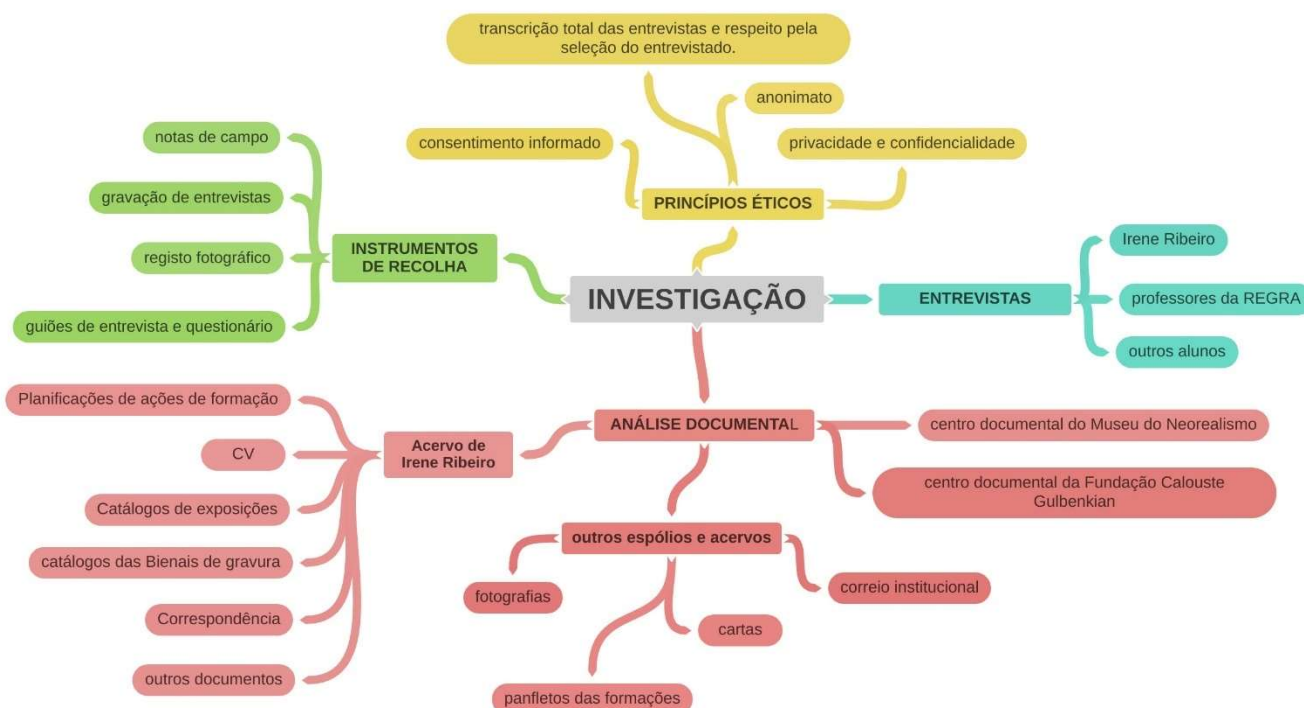 transcrição total das entrevistas e respeito pela
seleção do entrevistado.
anonimato
consentimento informado
privacidade e confidencialidade
PRINCÍPIOS ÉTICOS
notas de campo
gravação de entrevistas
registo fotográfico
guiões de entrevista e questionário
INSTRUMENTOS
DE RECOLHA
INVESTIGAÇÃO
ENTREVISTAS
Irene Ribeiro
professores da REGRA
outros alunos
ANÁLISE DOCUMENTAL
centro documental do Museu do Neorealismo
centro documental da Fundação Calouste
Gulbenkian
Acervo de
Irene Ribeiro
Planificações de ações de formação
CV
Catálogos de exposições
catálogos das Bienais de gravura
Correspondência
outros documentos
outros espólios e acervos
fotografias
panfletos das formações
cartas
correio institucional